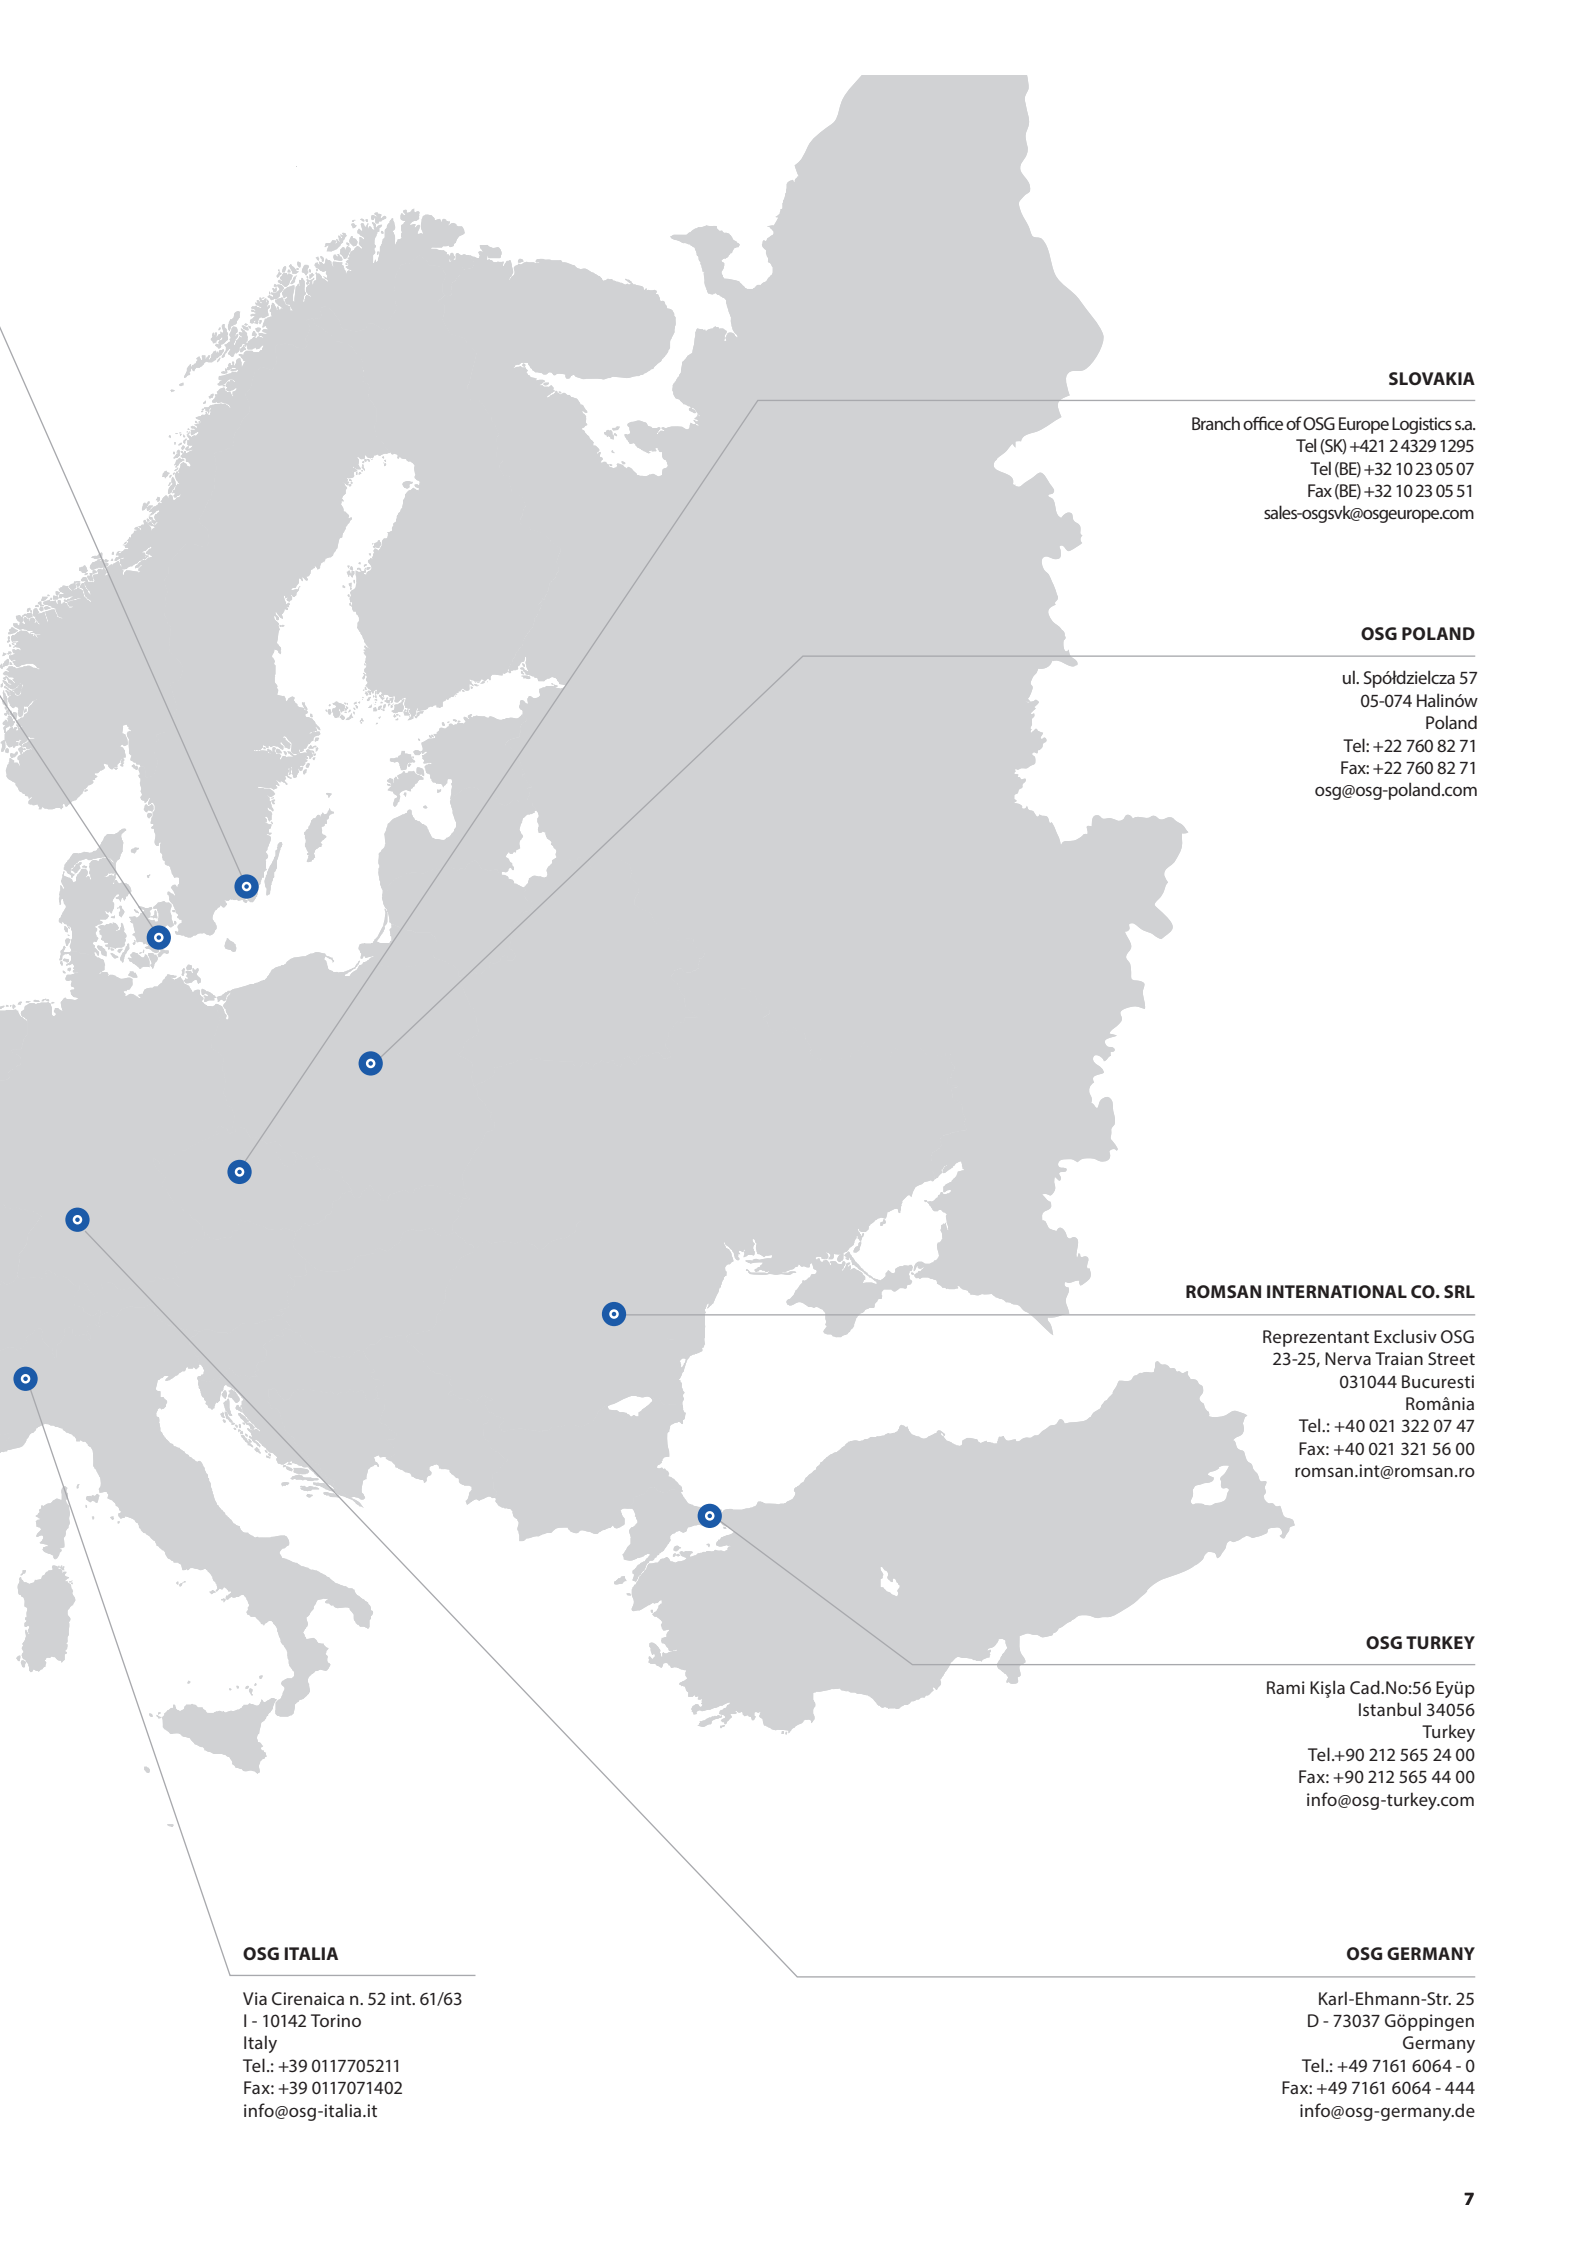 SLOVAKIA
Branch office of OSG Europe Logistics s.a.
Tel (SK) +421 2 4329 1295
Tel (BE) +32 10 23 05 07
Fax (BE) +32 10 23 05 51
sales-osgsvk@osgeurope.com
OSG POLAND
ul. Spółdzielcza 57
05-074 Halinów
Poland
Tel: +22 760 82 71
Fax: +22 760 82 71
osg@osg-poland.com
ROMSAN INTERNATIONAL CO. SRL
Reprezentant Exclusiv OSG
23-25, Nerva Traian Street
031044 Bucuresti
România
Tel.: +40 021 322 07 47
Fax: +40 021 321 56 00
romsan.int@romsan.ro
OSG TURKEY
Rami Kişla Cad.No:56 Eyüp
Istanbul 34056
Turkey
Tel.+90 212 565 24 00
Fax: +90 212 565 44 00
info@osg-turkey.com
OSG ITALIA
Via Cirenaica n. 52 int. 61/63
I - 10142 Torino
Italy
Tel.: +39 0117705211
Fax: +39 0117071402
info@osg-italia.it
OSG GERMANY
Karl-Ehmann-Str. 25
D - 73037 Göppingen
Germany
Tel.: +49 7161 6064 - 0
Fax: +49 7161 6064 - 444
info@osg-germany.de
7